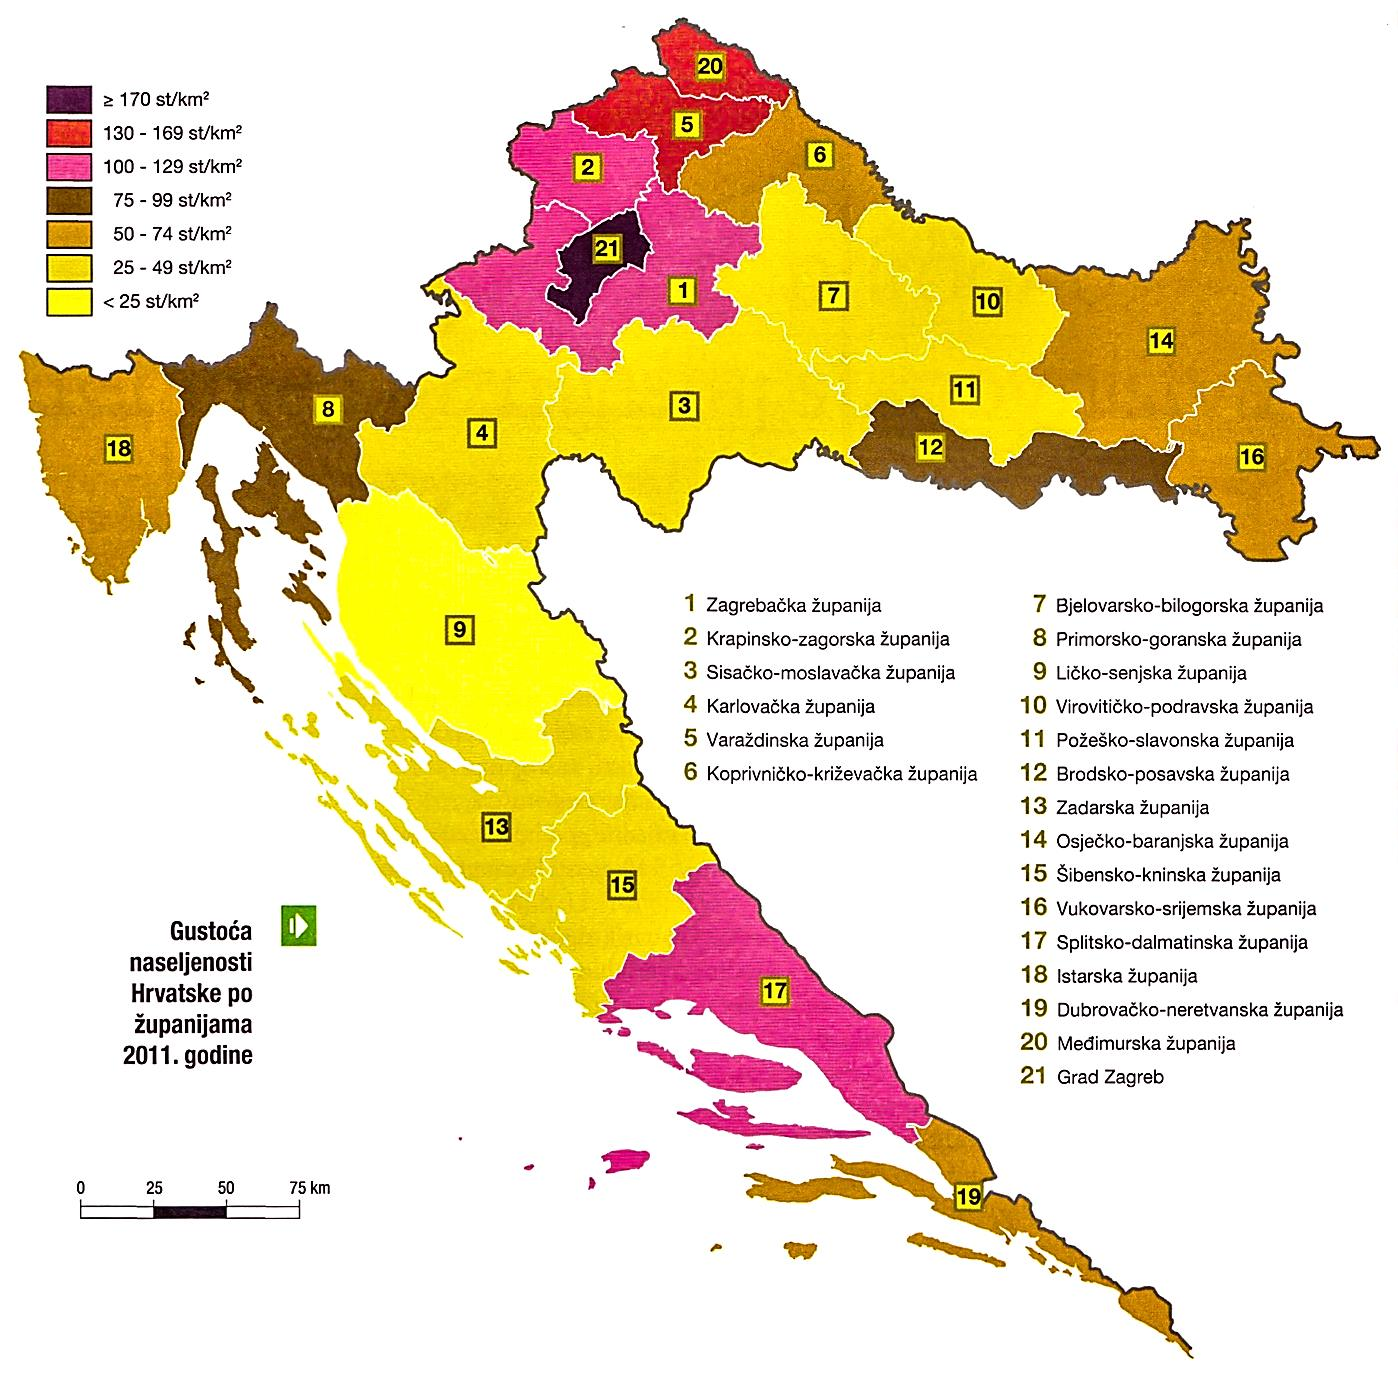 ≥ 170 st/km²
130 - 169 st/km²
100 - 129 st/km²
75 - 99 st/km²
50 - 74 st/km²
25 - 49 st/km²
< 25 st/km²
20
5
6
2
21
1
7
10
14
8
3
11
18
4
12
16
9
13
15
17
19
1 Zagrebačka županija
2 Krapinsko-zagorska županija
3 Sisačko-moslavačka županija
4 Karlovačka županija
5 Varaždinska županija
6 Koprivničko-križevačka županija
7 Bjelovarsko-bilogorska županija
8 Primorsko-goranska županija
9 Ličko-senjska županija
10 Virovitičko-podravska županija
11 Požeško-slavonska županija
12 Brodsko-posavska županija
13 Zadarska županija
14 Osječko-baranjska županija
15 Šibensko-kninska županija
16 Vukovarsko-srijemska županija
17 Splitsko-dalmatinska županija
18 Istarska županija
19 Dubrovačko-neretvanska županija
20 Međimurska županija
21 Grad Zagreb
Gustoća
naseljenosti
Hrvatske po
županijama
2011. godine
0 25 50 75 km